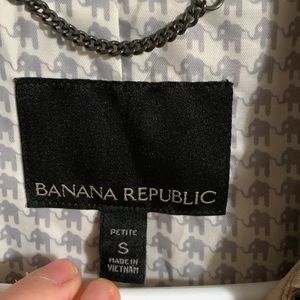 BANANA REPUBLIC
PETITE
S
MADE IN
VIETNAM